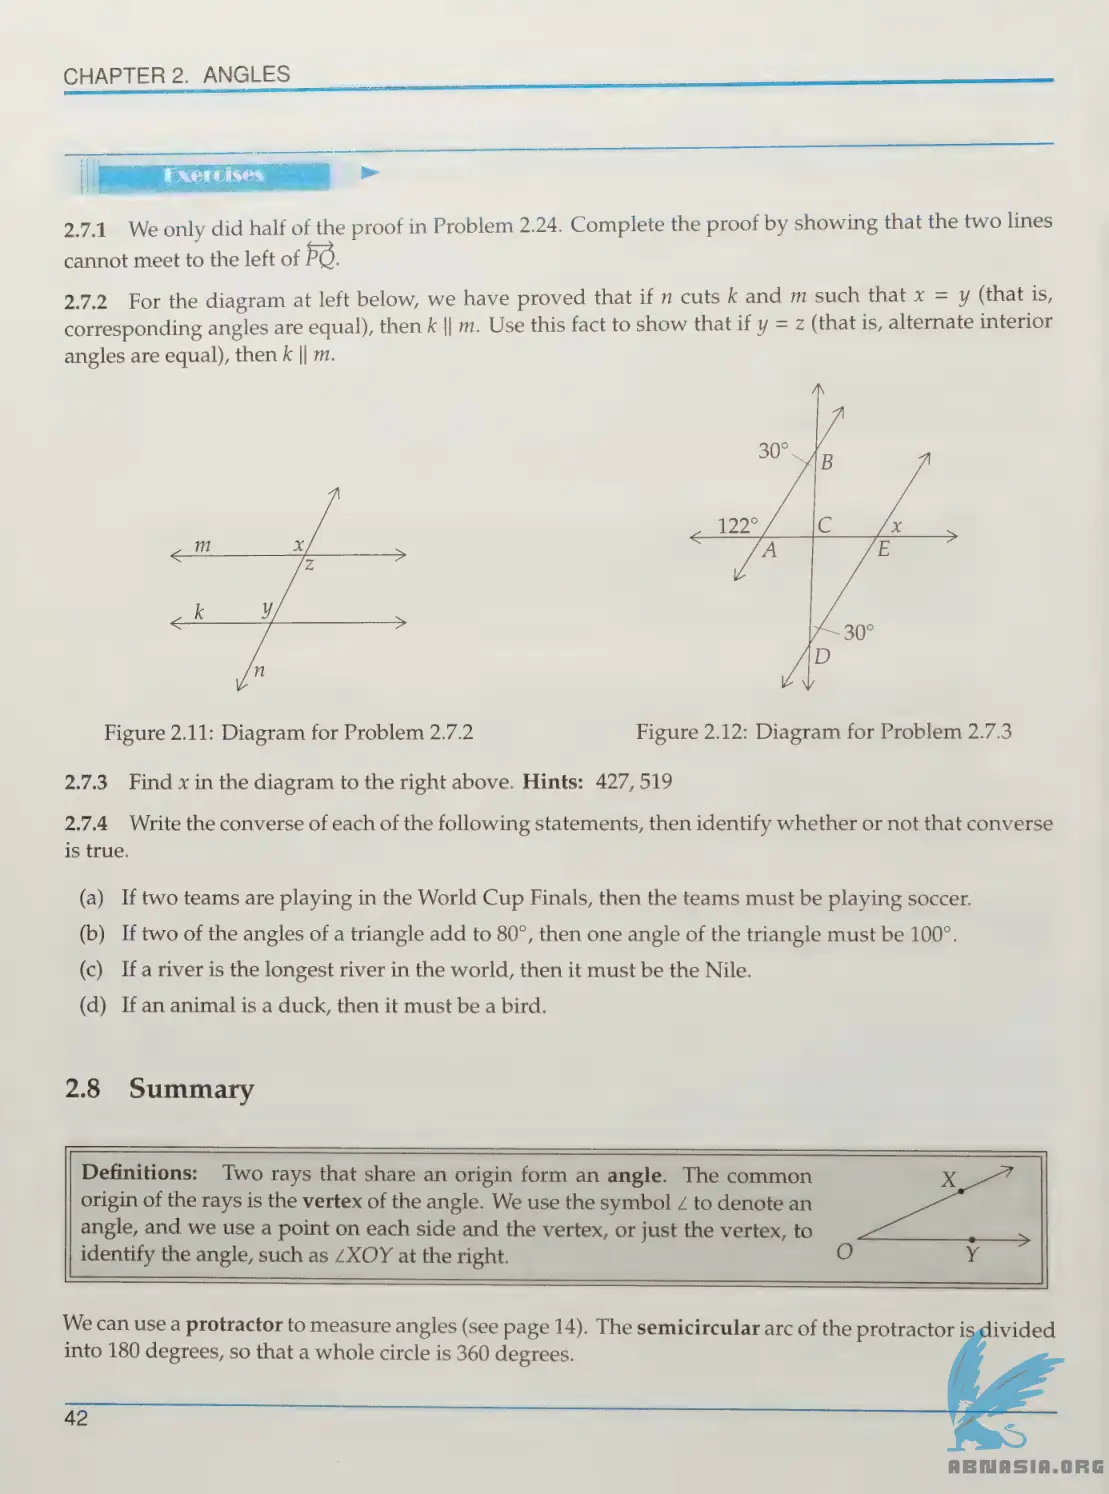 CHAPTER 2. ANGLES
Exercises
2.7.1 We only did half of the proof in Problem 2.24. Complete the proof by showing that the two lines
cannot meet to the left of PQ.
2.7.2 For the diagram at left below, we have proved that if n cuts k and m such that x = y (that is,
corresponding angles are equal), then k || m. Use this fact to show that if y = z (that is, alternate interior
angles are equal), then k || m.
m
x
z
k
y
n
30°
B
122°
C
x
A
E
30°
D
Figure 2.11: Diagram for Problem 2.7.2
Figure 2.12: Diagram for Problem 2.7.3
2.7.3 Find x in the diagram to the right above. Hints: 427, 519
2.7.4 Write the converse of each of the following statements, then identify whether or not that converse
is true.
(a) If two teams are playing in the World Cup Finals, then the teams must be playing soccer.
(b) If two of the angles of a triangle add to 80°, then one angle of the triangle must be 100°.
(c) If a river is the longest river in the world, then it must be the Nile.
(d) If an animal is a duck, then it must be a bird.
2.8 Summary
Definitions: Two rays that share an origin form an angle. The common
origin of the rays is the vertex of the angle. We use the symbol ∠ to denote an
angle, and we use a point on each side and the vertex, or just the vertex, to
identify the angle, such as ∠XOY at the right.
X
O
Y
We can use a protractor to measure angles (see page 14). The semicircular arc of the protractor is divided
into 180 degrees, so that a whole circle is 360 degrees.
42
ABNASIA.ORG